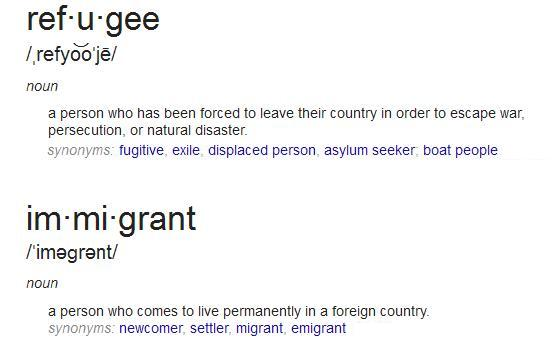 ref·u·gee
/ˌrefyo͝oˈjē/
noun
a person who has been forced to leave their country in order to escape war,
persecution, or natural disaster.
synonyms: fugitive, exile, displaced person, asylum seeker; boat people
im·mi·grant
/ˈiməgrənt/
noun
a person who comes to live permanently in a foreign country.
synonyms: newcomer, settler, migrant, emigrant